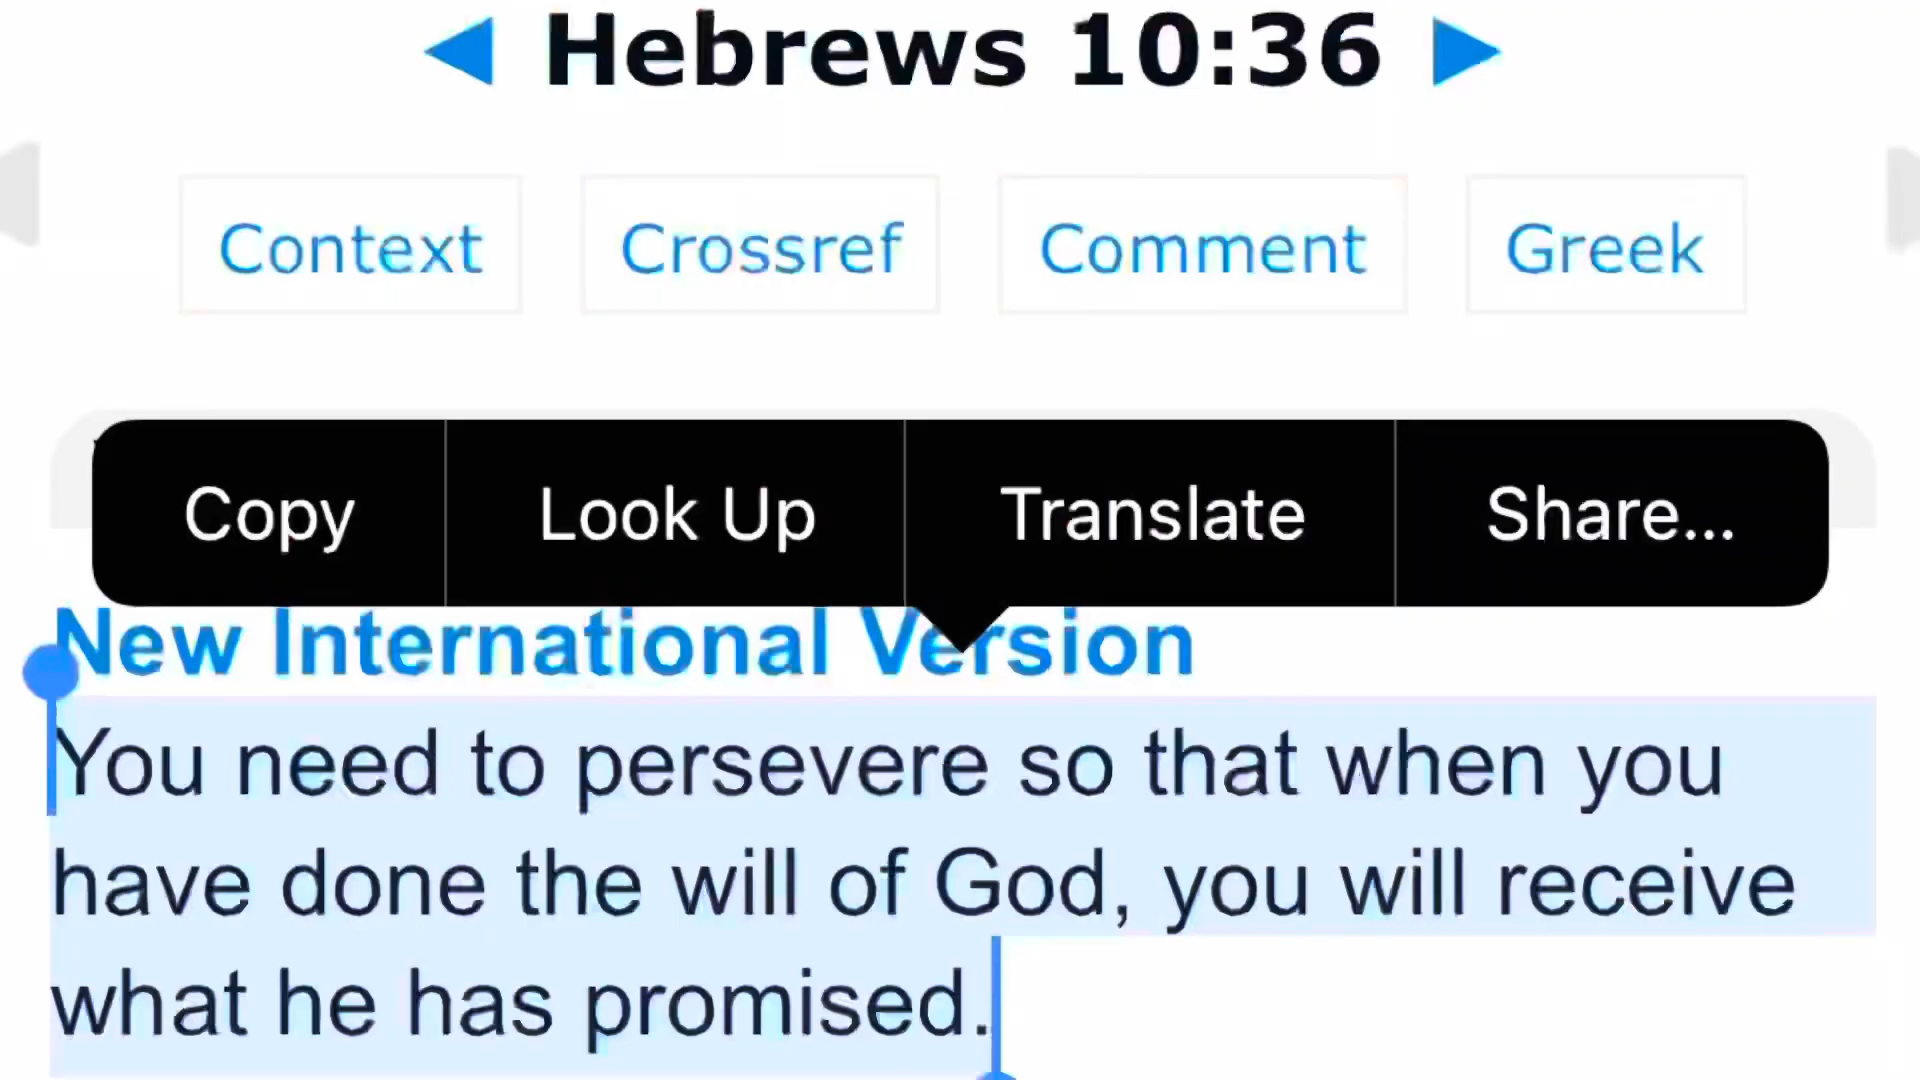 Hebrews 10:36
Context Crossref Comment Greek
Copy Look Up Translate Share...
New International Version
You need to persevere so that when you
have done the will of God, you will receive
what he has promised.